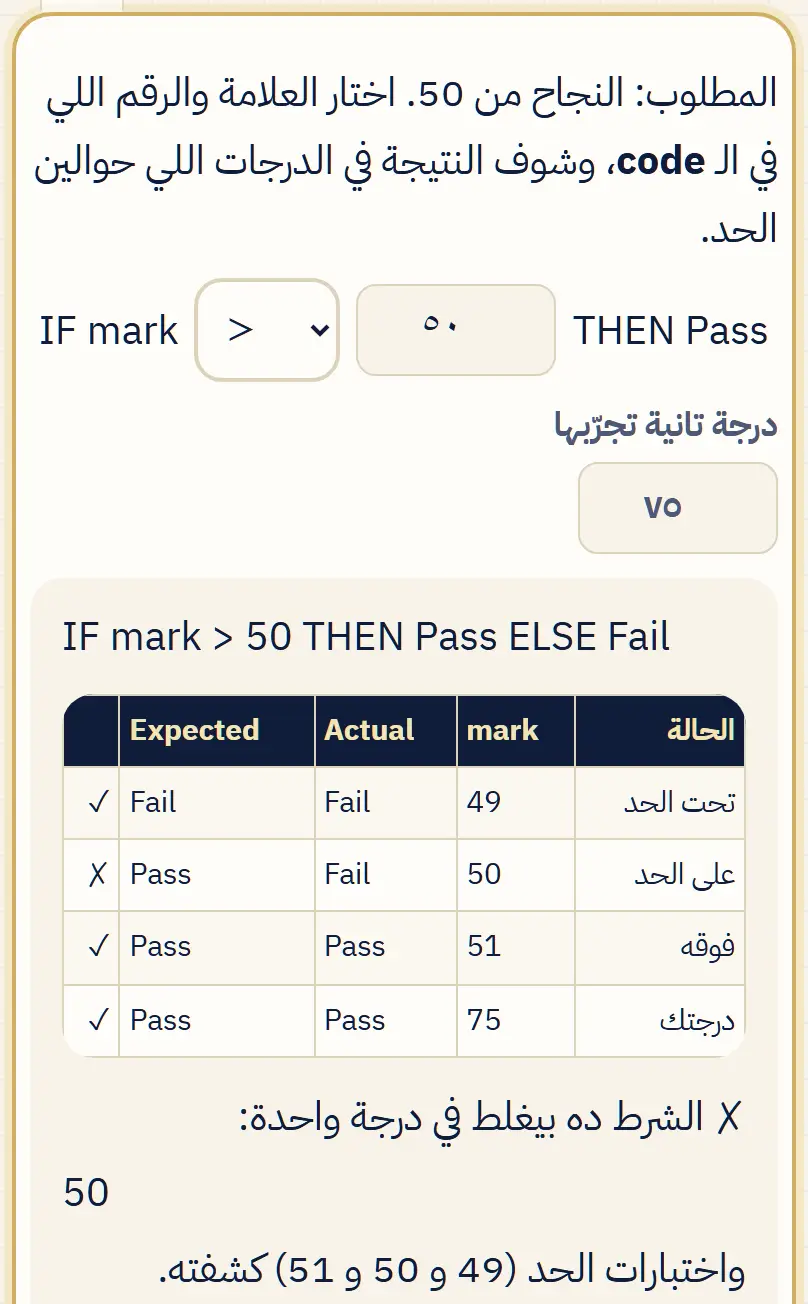 المطلوب: النجاح من 50. اختار العلامة والرقم اللي
في الـ code، وشوف النتيجة في الدرجات اللي حوالين
الحد.
IF mark > ٥٠ THEN Pass
درجة تانية تجرّبها
٧٥
IF mark > 50 THEN Pass ELSE Fail
الحالة mark Actual Expected
تحت الحد 49 Fail Fail ✓
على الحد 50 Fail Pass ✗
فوقه 51 Pass Pass ✓
درجتك 75 Pass Pass ✓
✗ الشرط ده بيغلط في درجة واحدة:
50
واختبارات الحد (49 و 50 و 51) كشفته.